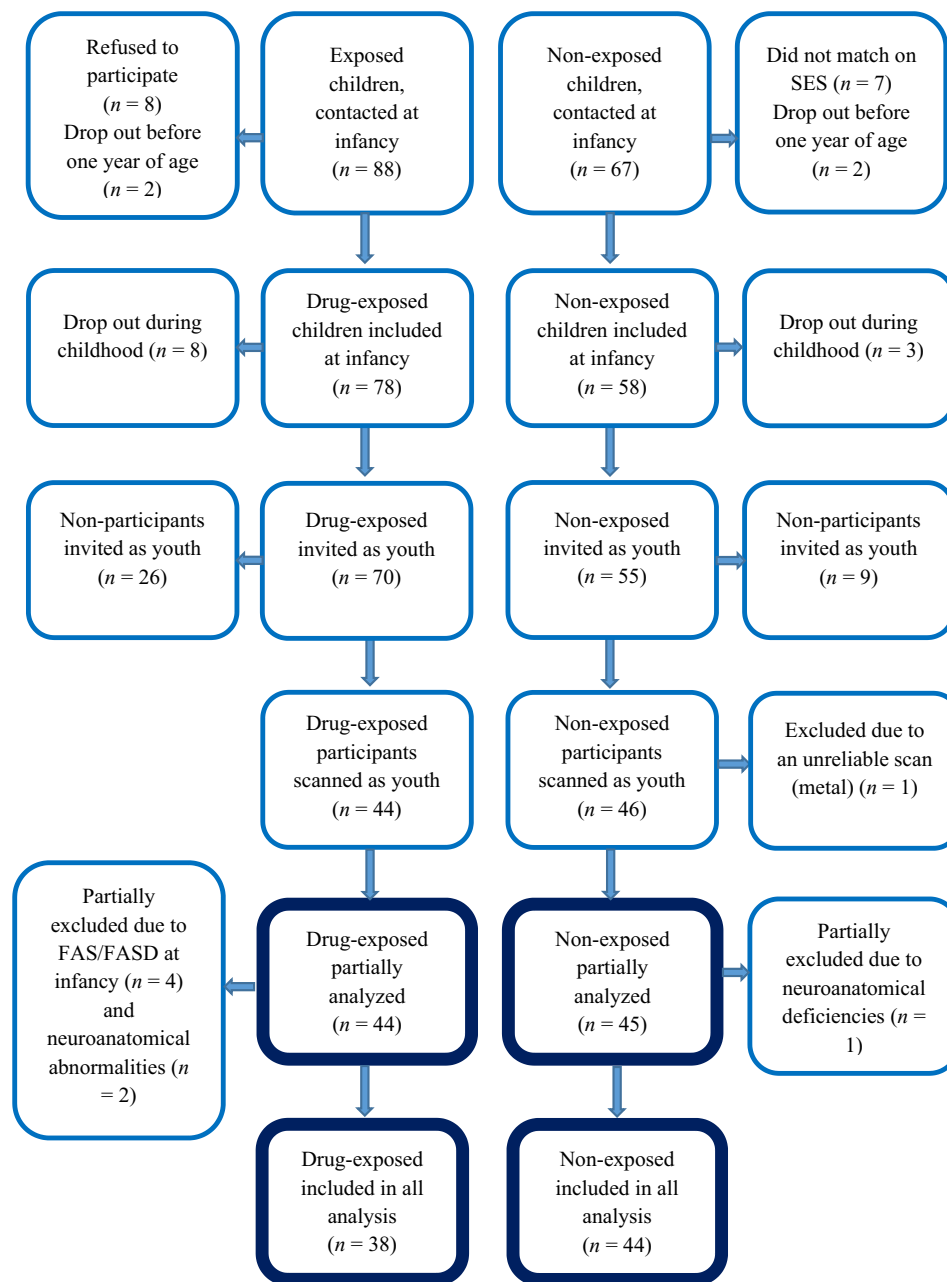 Refused to
participate
(n = 8)
Drop out before
one year of age
(n = 2)
Exposed
children,
contacted at
infancy
(n = 88)
Non-exposed
children,
contacted at
infancy
(n = 67)
Did not match on
SES (n = 7)
Drop out before
one year of age
(n = 2)
Drop out during
childhood (n = 8)
Drug-exposed
children included
at infancy
(n = 78)
Non-exposed
children included
at infancy
(n = 58)
Drop out during
childhood (n = 3)
Non-participants
invited as youth
(n = 26)
Drug-exposed
invited as youth
(n = 70)
Non-exposed
invited as youth
(n = 55)
Non-participants
invited as youth
(n = 9)
Drug-exposed
participants
scanned as youth
(n = 44)
Non-exposed
participants
scanned as youth
(n = 46)
Excluded due to
an unreliable scan
(metal) (n = 1)
Partially
excluded due to
FAS/FASD at
infancy (n = 4)
and
neuroanatomical
abnormalities (n
= 2)
Drug-exposed
partially
analyzed
(n = 44)
Non-exposed
partially
analyzed
(n = 45)
Partially
excluded due to
neuroanatomical
deficiencies (n =
1)
Drug-exposed
included in all
analysis
(n = 38)
Non-exposed
included in all
analysis
(n = 44)